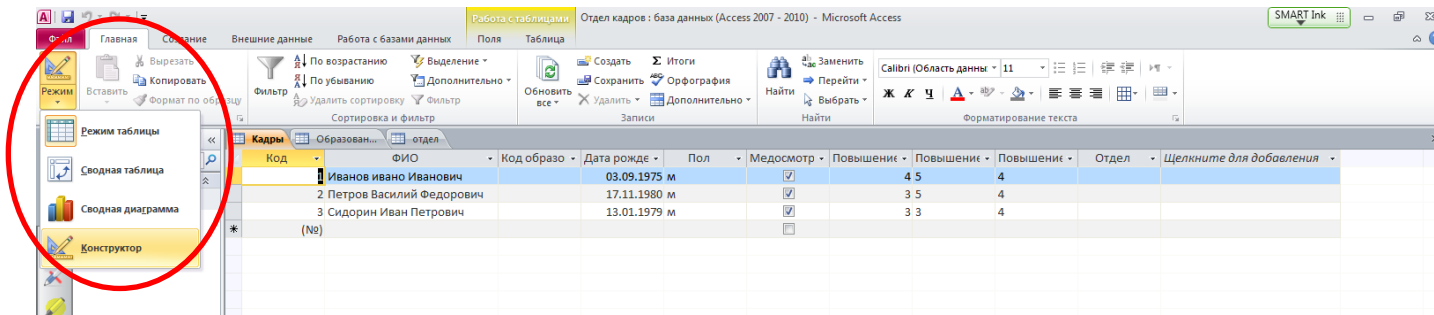 Работа с таблицами Отдел кадров : база данных (Access 2007 - 2010) - Microsoft Access SMART Ink
Файл Главная Создание Внешние данные Работа с базами данных Поля Таблица
Режим
Вставить
Вырезать
Копировать
Формат по образцу
Фильтр
По возрастанию
По убыванию
Удалить сортировку
Выделение
Дополнительно
Фильтр
Сортировка и фильтр
Обновить все
Создать
Сохранить
Удалить
Итоги
Орфография
Дополнительно
Записи
Найти
Заменить
Перейти
Выбрать
Найти
Calibri (Область данны 11
Ж К Ч А
Форматирование текста
Режим таблицы
Сводная таблица
Сводная диаграмма
Конструктор
Кадры Образован... отдел
Код ФИО Код образо Дата рожде Пол Медосмотр Повышение Повышение Повышение Отдел Щелкните для добавления
1 Иванов ивано Иванович 03.09.1975 м 4 5 4
2 Петров Василий Федорович 17.11.1980 м 3 5 4
3 Сидорин Иван Петрович 13.01.1979 м 3 3 4
* (№)